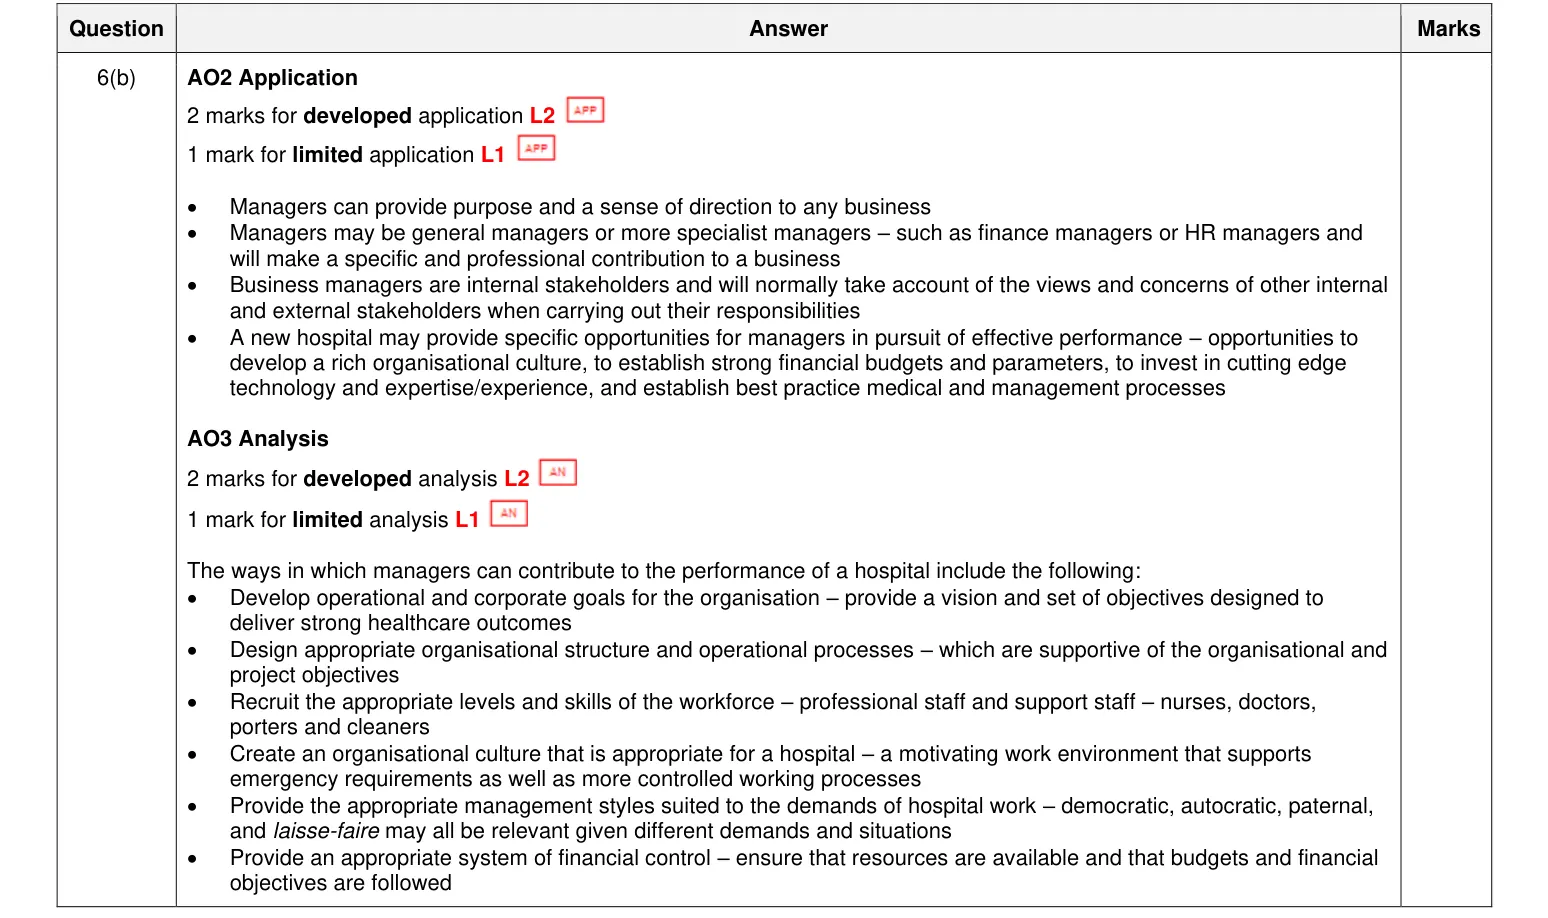 Question Answer Marks
6(b) AO2 Application
2 marks for developed application L2 APP
1 mark for limited application L1 APP
• Managers can provide purpose and a sense of direction to any business
• Managers may be general managers or more specialist managers – such as finance managers or HR managers and
will make a specific and professional contribution to a business
• Business managers are internal stakeholders and will normally take account of the views and concerns of other internal
and external stakeholders when carrying out their responsibilities
• A new hospital may provide specific opportunities for managers in pursuit of effective performance – opportunities to
develop a rich organisational culture, to establish strong financial budgets and parameters, to invest in cutting edge
technology and expertise/experience, and establish best practice medical and management processes
AO3 Analysis
2 marks for developed analysis L2 AN
1 mark for limited analysis L1 AN
The ways in which managers can contribute to the performance of a hospital include the following:
• Develop operational and corporate goals for the organisation – provide a vision and set of objectives designed to
deliver strong healthcare outcomes
• Design appropriate organisational structure and operational processes – which are supportive of the organisational and
project objectives
• Recruit the appropriate levels and skills of the workforce – professional staff and support staff – nurses, doctors,
porters and cleaners
• Create an organisational culture that is appropriate for a hospital – a motivating work environment that supports
emergency requirements as well as more controlled working processes
• Provide the appropriate management styles suited to the demands of hospital work – democratic, autocratic, paternal,
and laisse-faire may all be relevant given different demands and situations
• Provide an appropriate system of financial control – ensure that resources are available and that budgets and financial
objectives are followed